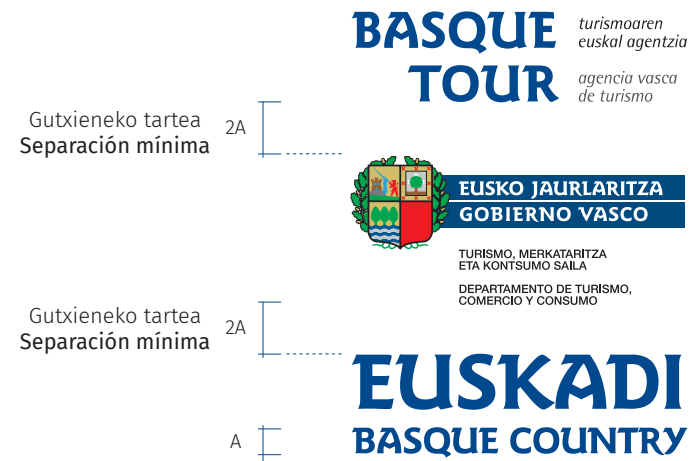 BASQUE
TOUR
turismoaren
euskal agentzia
agencia vasca
de turismo
Gutxieneko tartea
Separación mínima
2A
EUSKO JAURLARITZA
GOBIERNO VASCO
TURISMO, MERKATARITZA
ETA KONTSUMO SAILA
DEPARTAMENTO DE TURISMO,
COMERCIO Y CONSUMO
Gutxieneko tartea
Separación mínima
2A
EUSKADI
BASQUE COUNTRY
A